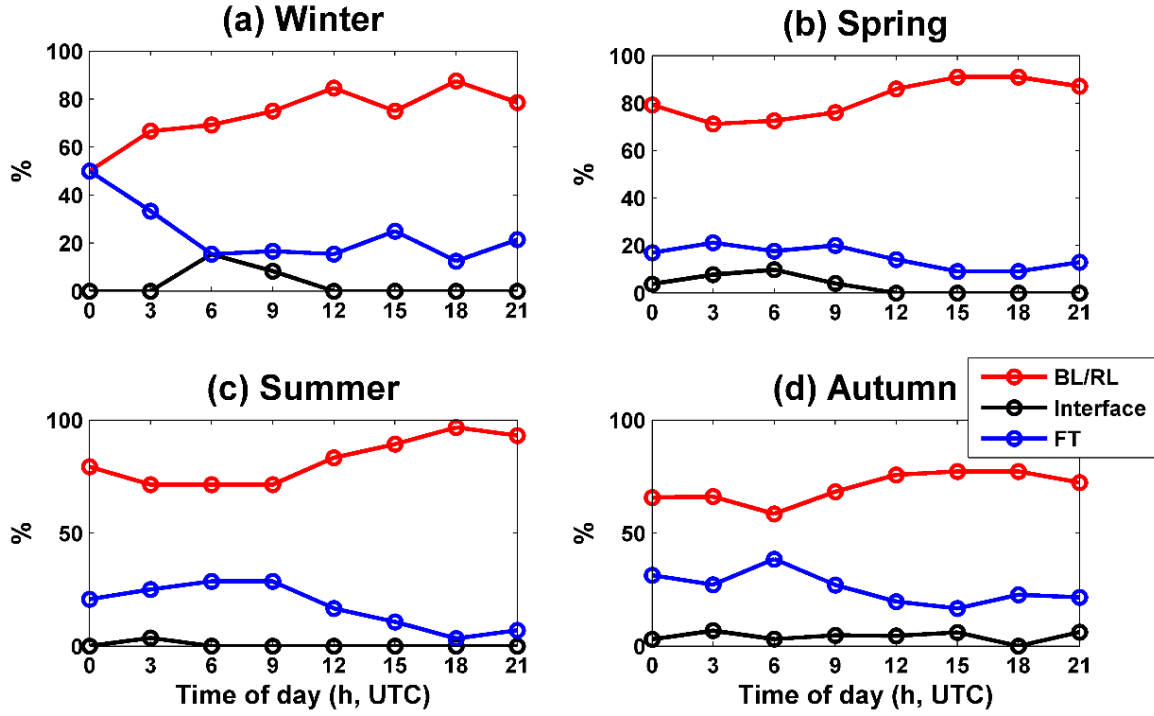 (a) Winter
100
80
60
40
20
0
%
0 3 6 9 12 15 18 21
(b) Spring
100
80
60
40
20
0
%
0 3 6 9 12 15 18 21
(c) Summer
100
50
0
%
0 3 6 9 12 15 18 21
Time of day (h, UTC)
(d) Autumn
100
50
0
%
0 3 6 9 12 15 18 21
Time of day (h, UTC)
BL/RL
Interface
FT